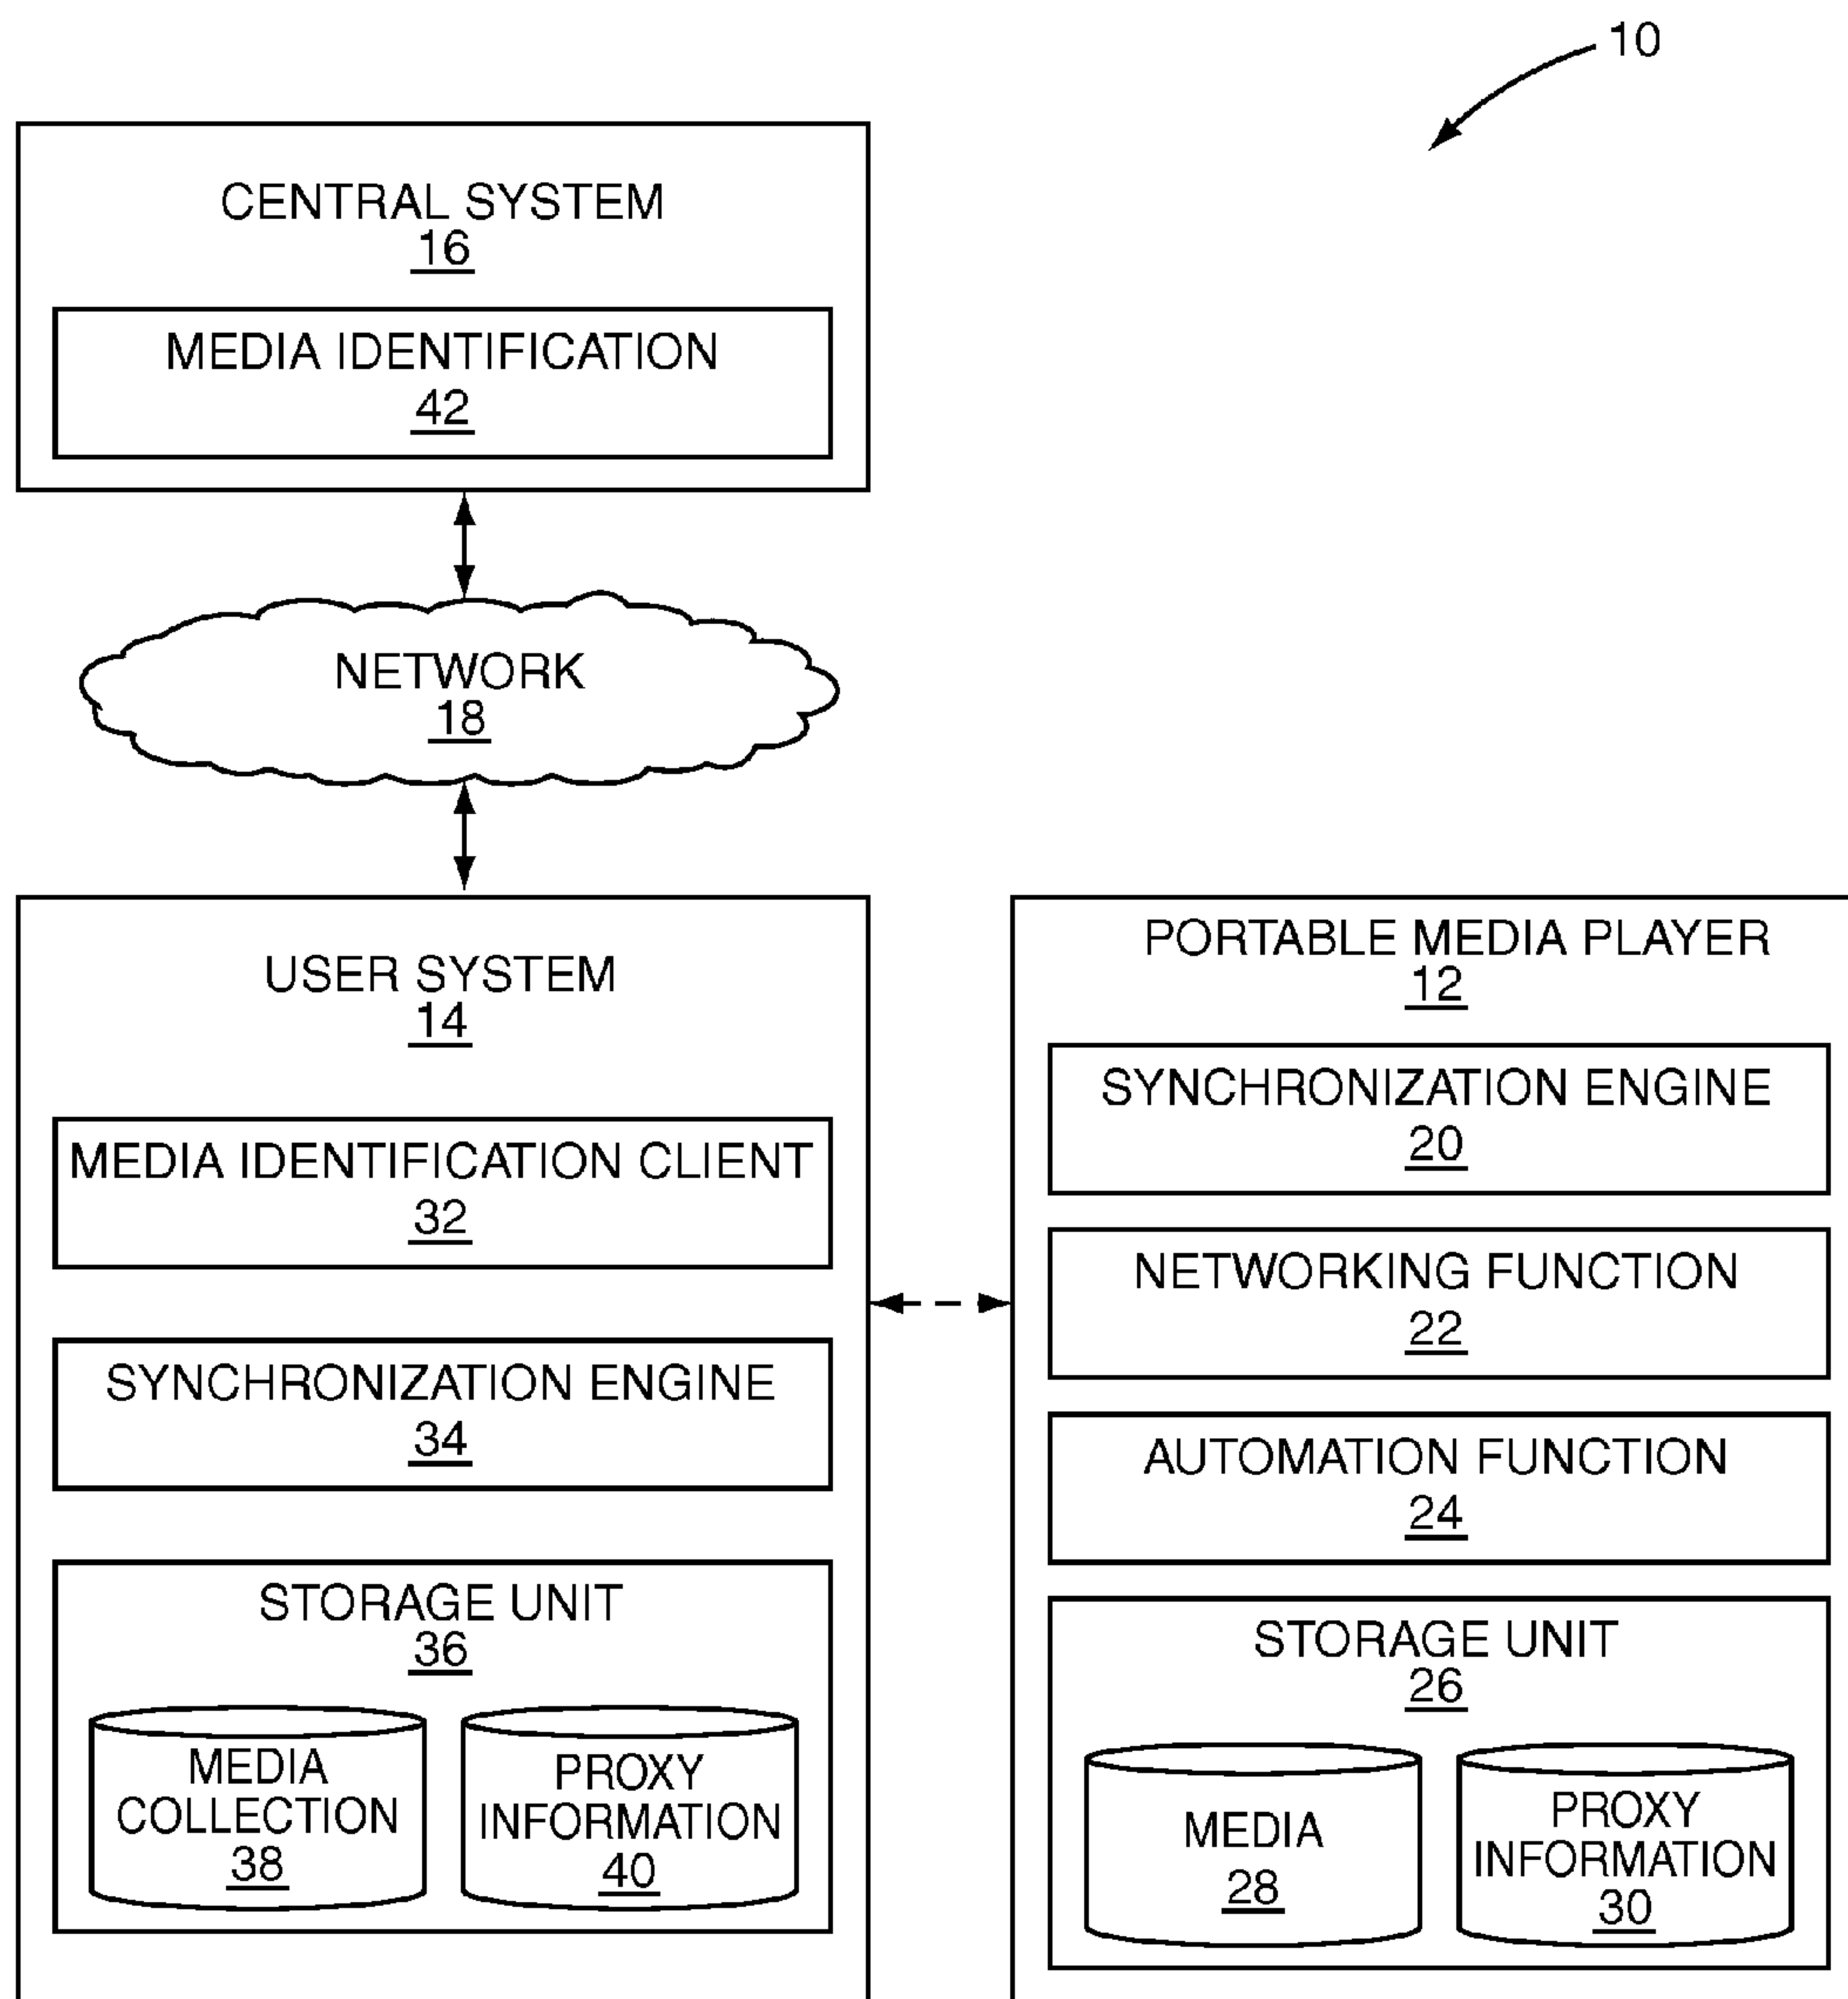 10
CENTRAL SYSTEM
16
MEDIA IDENTIFICATION
42
NETWORK
18
USER SYSTEM
14
MEDIA IDENTIFICATION CLIENT
32
SYNCHRONIZATION ENGINE
34
STORAGE UNIT
36
MEDIA
COLLECTION
38
PROXY
INFORMATION
40
PORTABLE MEDIA PLAYER
12
SYNCHRONIZATION ENGINE
20
NETWORKING FUNCTION
22
AUTOMATION FUNCTION
24
STORAGE UNIT
26
MEDIA
28
PROXY
INFORMATION
30